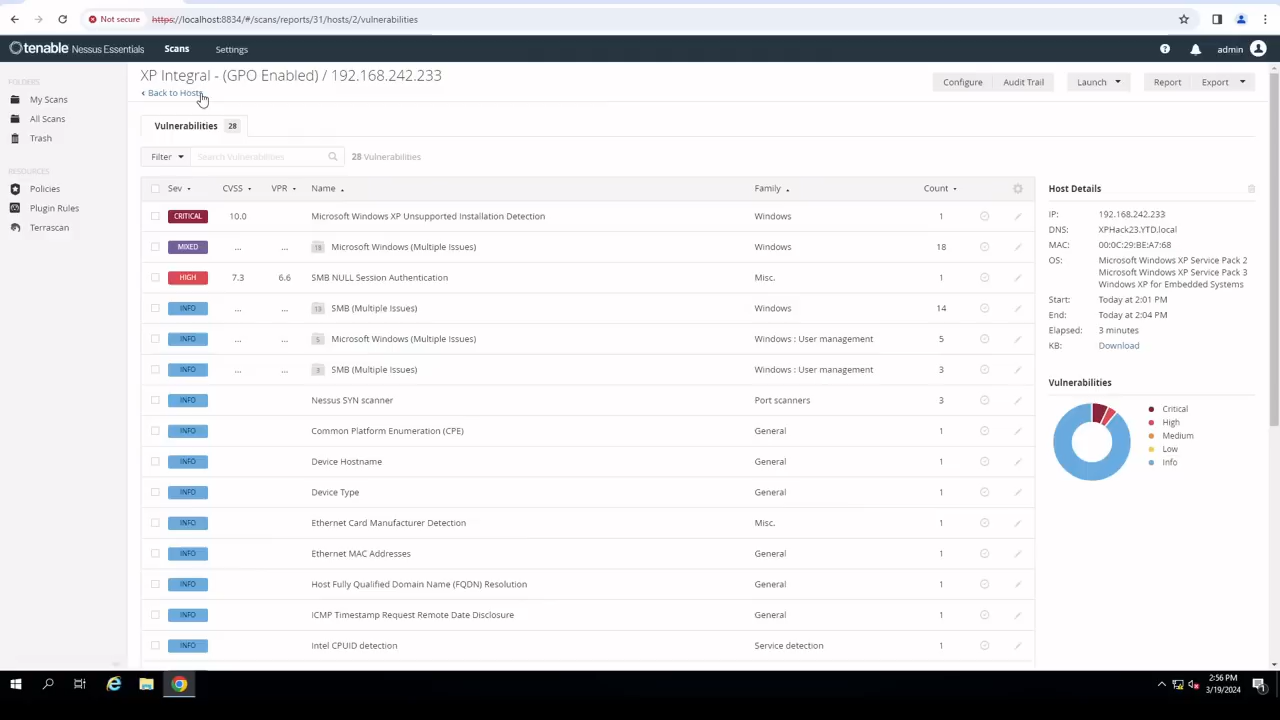 Not secure https://localhost:8834/#/scans/reports/31/hosts/2/vulnerabilities
tenable Nessus Essentials Scans Settings admin
FOLDERS
My Scans
All Scans
Trash
RESOURCES
Policies
Plugin Rules
Terrascan
XP Integral - (GPO Enabled) / 192.168.242.233
Back to Hosts
Configure Audit Trail Launch Report Export
Vulnerabilities 28
Filter Search Vulnerabilities 28 Vulnerabilities
Sev CVSS VPR Name Family Count
CRITICAL 10.0 Microsoft Windows XP Unsupported Installation Detection Windows 1
MIXED ... ... Microsoft Windows (Multiple Issues) Windows 18
HIGH 7.3 6.6 SMB NULL Session Authentication Misc. 1
INFO ... ... SMB (Multiple Issues) Windows 14
INFO ... ... 5 Microsoft Windows (Multiple Issues) Windows : User management 5
INFO ... ... 3 SMB (Multiple Issues) Windows : User management 3
INFO Nessus SYN scanner Port scanners 3
INFO Common Platform Enumeration (CPE) General 1
INFO Device Hostname General 1
INFO Device Type General 1
INFO Ethernet Card Manufacturer Detection Misc. 1
INFO Ethernet MAC Addresses General 1
INFO Host Fully Qualified Domain Name (FQDN) Resolution General 1
INFO ICMP Timestamp Request Remote Date Disclosure General 1
INFO Intel CPUID detection Service detection 1
Host Details
IP: 192.168.242.233
DNS: XPHack23.YTD.local
MAC: 00:0C:29:BE:A7:68
OS: Microsoft Windows XP Service Pack 2
Microsoft Windows XP Service Pack 3
Windows XP for Embedded Systems
Start: Today at 2:01 PM
End: Today at 2:04 PM
Elapsed: 3 minutes
KB: Download
Vulnerabilities
Critical
High
Medium
Low
Info
2:56 PM
3/19/2024